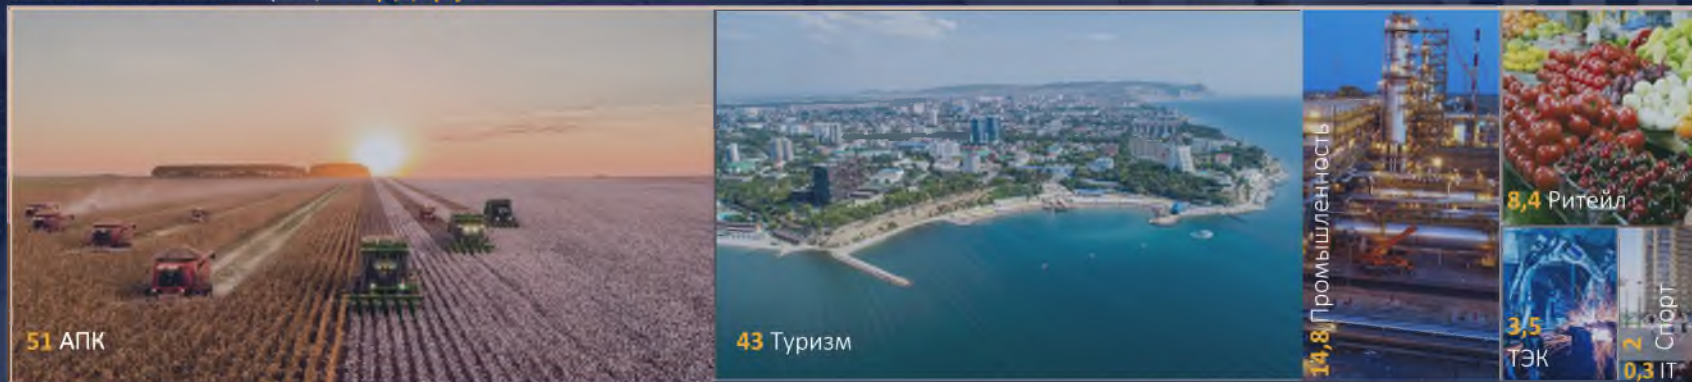 51 АПК
43 Туризм
14,8 Промышленность
8,4 Ритейл
3,5
ТЭК
2 Спорт
0,3 IT